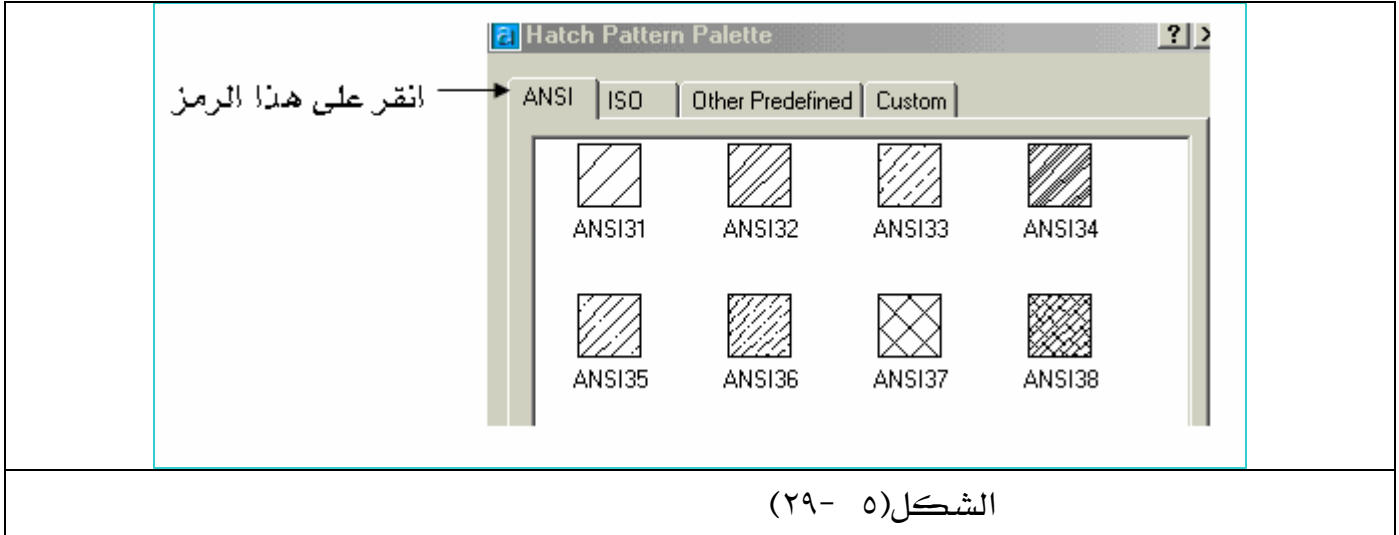 Hatch Pattern Palette
انقر على هذا الرمز
ANSI ISO Other Predefined Custom
ANSI31 ANSI32 ANSI33 ANSI34
ANSI35 ANSI36 ANSI37 ANSI38
الشكل(٥ -٢٩)